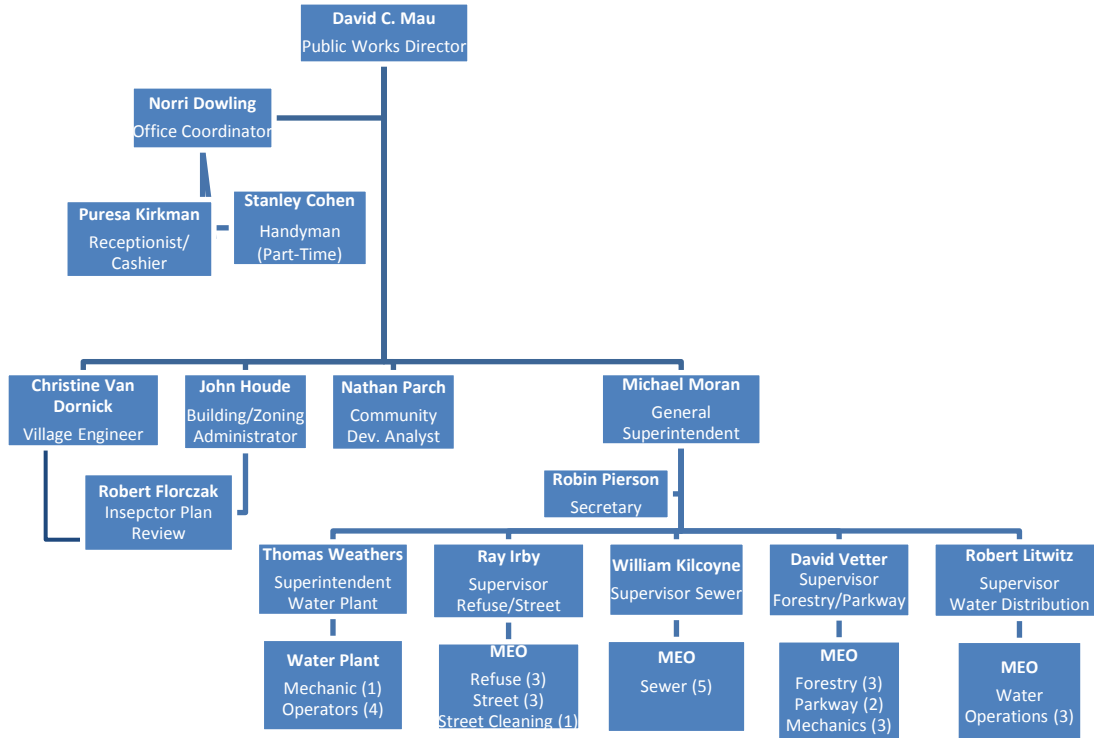 David C. Mau
Public Works Director
Norri Dowling
Office Coordinator
Puresa Kirkman
Receptionist/
Cashier
Stanley Cohen
Handyman
(Part-Time)
Christine Van
Dornick
Village Engineer
John Houde
Building/Zoning
Administrator
Nathan Parch
Community
Dev. Analyst
Michael Moran
General
Superintendent
Robert Florczak
Insepctor Plan
Review
Robin Pierson
Secretary
Thomas Weathers
Superintendent
Water Plant
Ray Irby
Supervisor
Refuse/Street
William Kilcoyne
Supervisor Sewer
David Vetter
Supervisor
Forestry/Parkway
Robert Litwitz
Supervisor
Water Distribution
Water Plant
Mechanic (1)
Operators (4)
MEO
Refuse (3)
Street (3)
Street Cleaning (1)
MEO
Sewer (5)
MEO
Forestry (3)
Parkway (2)
Mechanics (3)
MEO
Water
Operations (3)